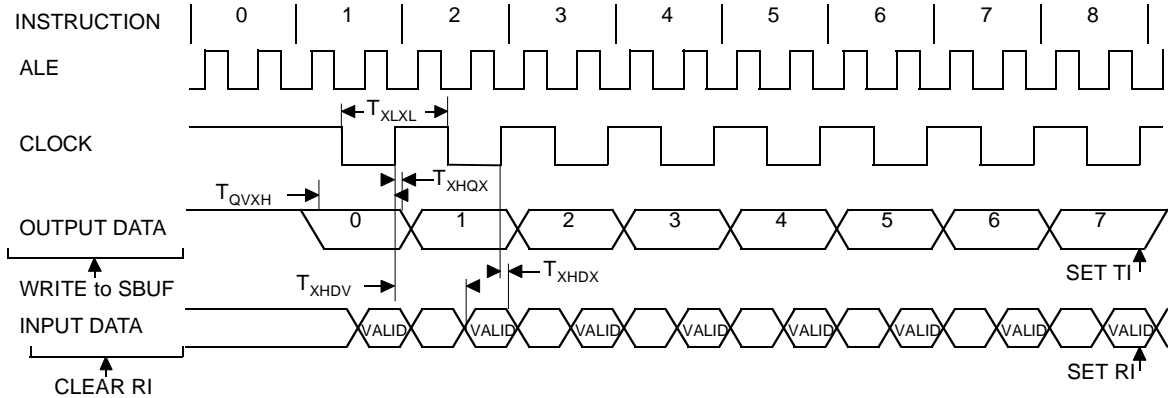 INSTRUCTION 0 1 2 3 4 5 6 7 8
ALE
TXLXL
CLOCK
TQVXH TXHQX
OUTPUT DATA 0 1 2 3 4 5 6 7
TXHDV TXHDX SET TI
WRITE to SBUF
INPUT DATA VALID VALID VALID VALID VALID VALID VALID VALID
CLEAR RI SET RI